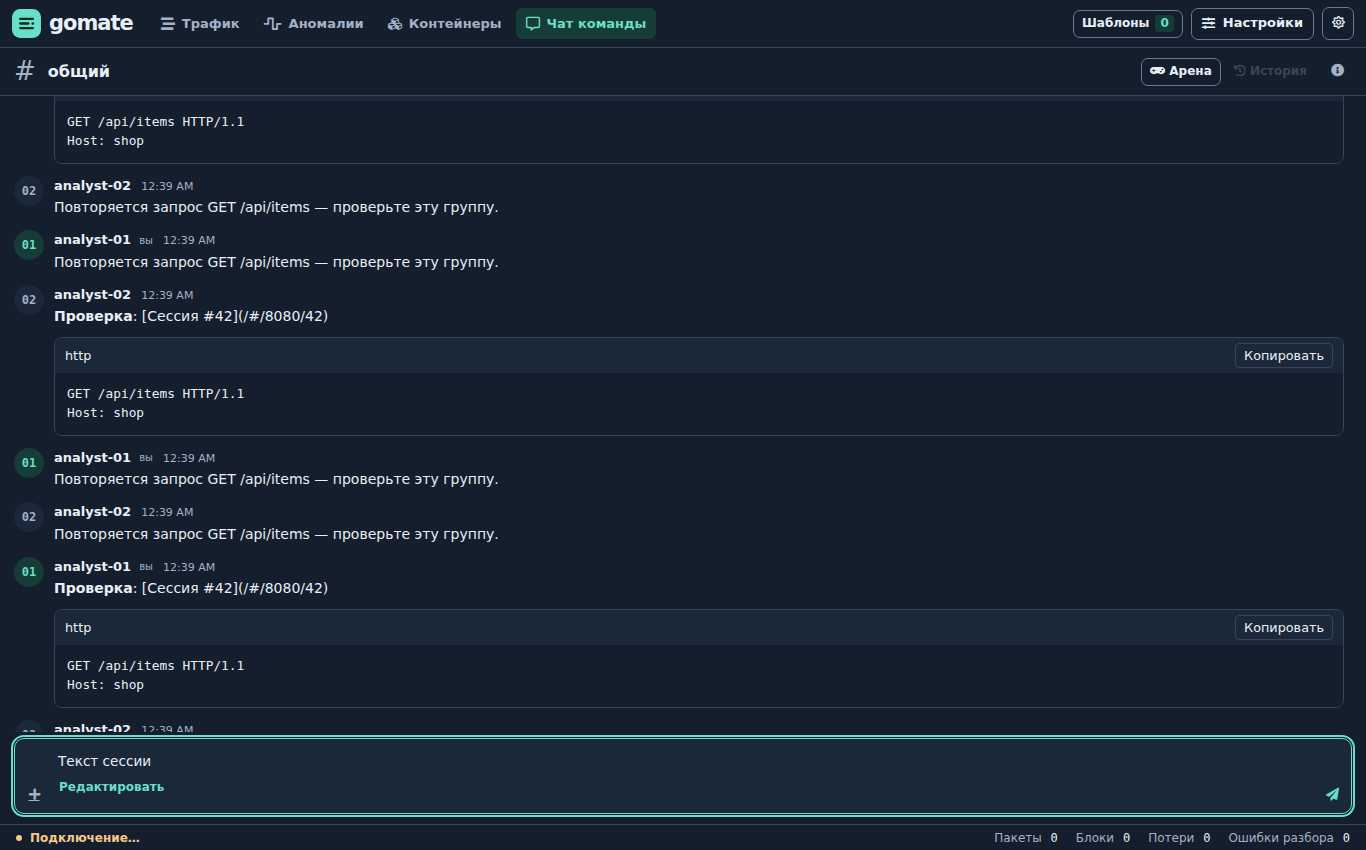 gomate Трафик Аномалии Контейнеры Чат команды Шаблоны 0 Настройки
# общий Арена История
GET /api/items HTTP/1.1
Host: shop
02 analyst-02 12:39 AM
Повторяется запрос GET /api/items — проверьте эту группу.
01 analyst-01 вы 12:39 AM
Повторяется запрос GET /api/items — проверьте эту группу.
02 analyst-02 12:39 AM
Проверка: [Сессия #42](/#/8080/42)
http Копировать
GET /api/items HTTP/1.1
Host: shop
01 analyst-01 вы 12:39 AM
Повторяется запрос GET /api/items — проверьте эту группу.
02 analyst-02 12:39 AM
Повторяется запрос GET /api/items — проверьте эту группу.
01 analyst-01 вы 12:39 AM
Проверка: [Сессия #42](/#/8080/42)
http Копировать
GET /api/items HTTP/1.1
Host: shop
analyst-02 12:39 AM
Текст сессии
Редактировать
Подключение… Пакеты 0 Блоки 0 Потери 0 Ошибки разбора 0